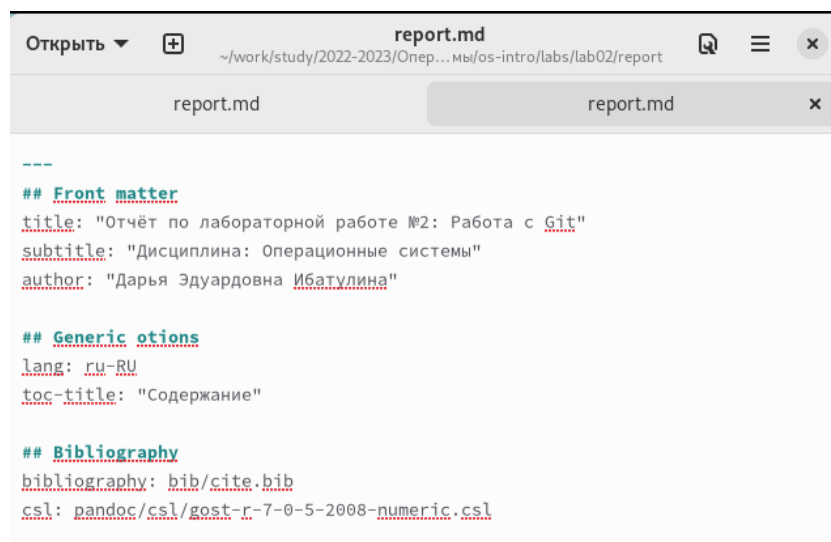 Открыть
report.md
~/work/study/2022-2023/Опер…мы/os-intro/labs/lab02/report
report.md
report.md
---
## Front matter
title: "Отчёт по лабораторной работе №2: Работа с Git"
subtitle: "Дисциплина: Операционные системы"
author: "Дарья Эдуардовна Ибатулина"
## Generic otions
lang: ru-RU
toc-title: "Содержание"
## Bibliography
bibliography: bib/cite.bib
csl: pandoc/csl/gost-r-7-0-5-2008-numeric.csl